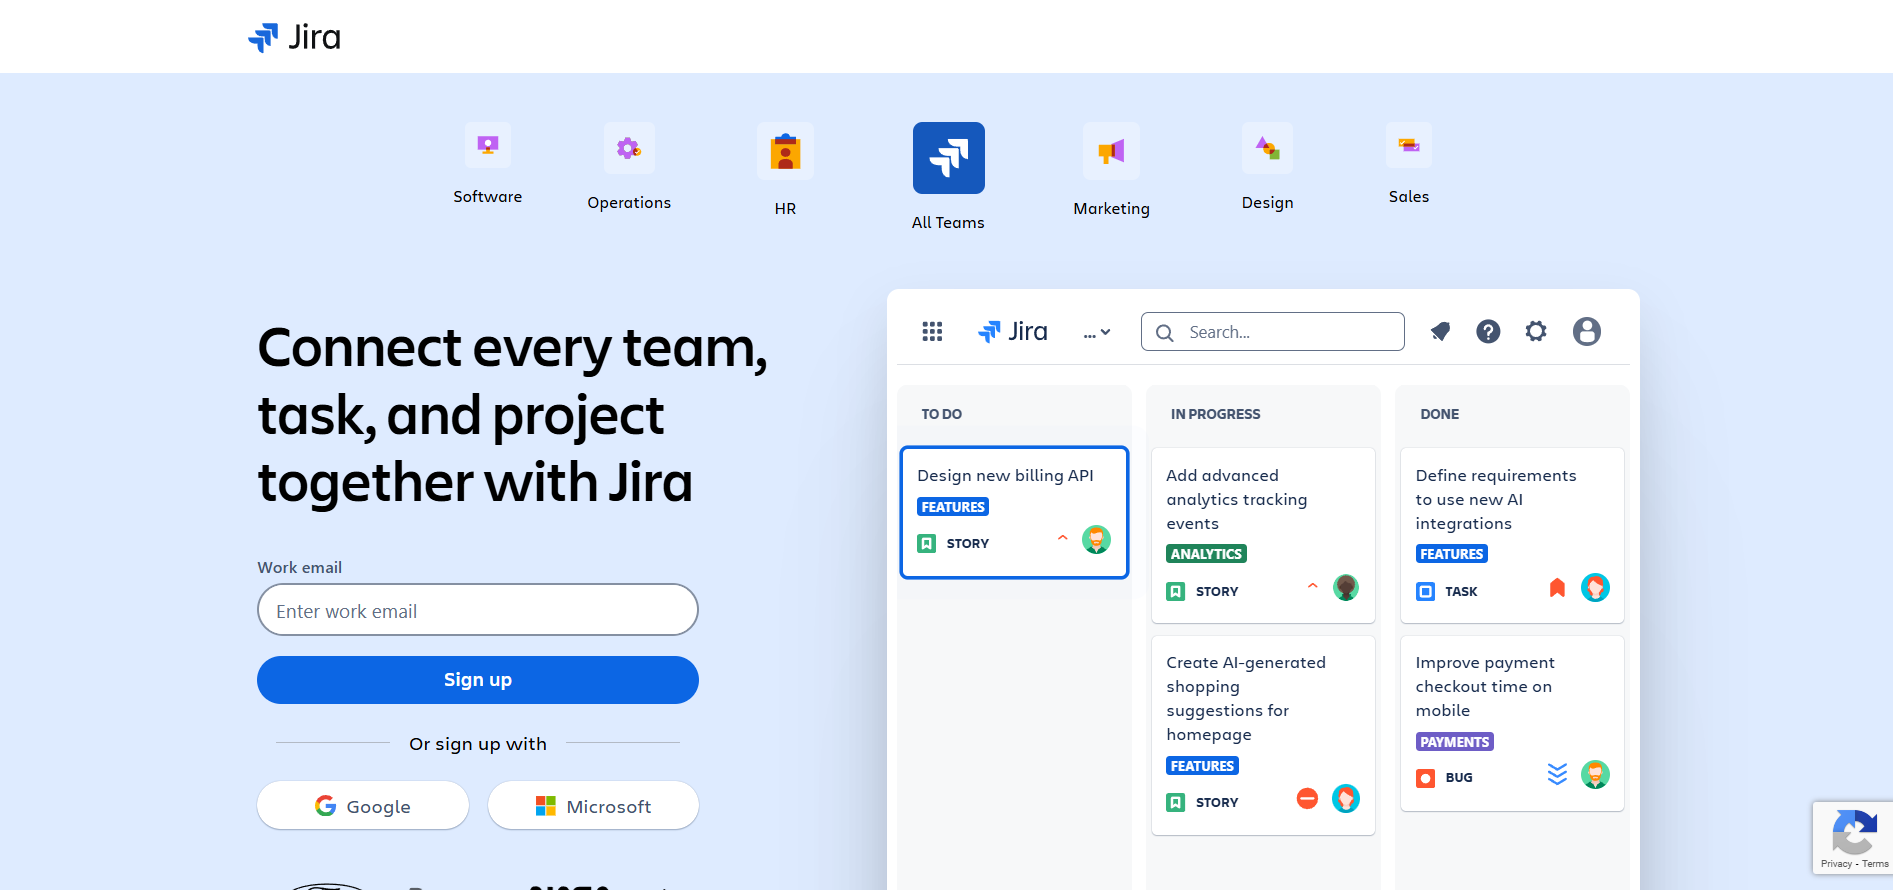 Jira
Software
Operations
HR
All Teams
Marketing
Design
Sales
Connect every team,
task, and project
together with Jira
Work email
Enter work email
Sign up
Or sign up with
Google
Microsoft
Jira
...
Search...
TO DO
Design new billing API
FEATURES
STORY
IN PROGRESS
Add advanced
analytics tracking
events
ANALYTICS
STORY
Create AI-generated
shopping
suggestions for
homepage
FEATURES
STORY
DONE
Define requirements
to use new AI
integrations
FEATURES
TASK
Improve payment
checkout time on
mobile
PAYMENTS
BUG
Privacy - Terms